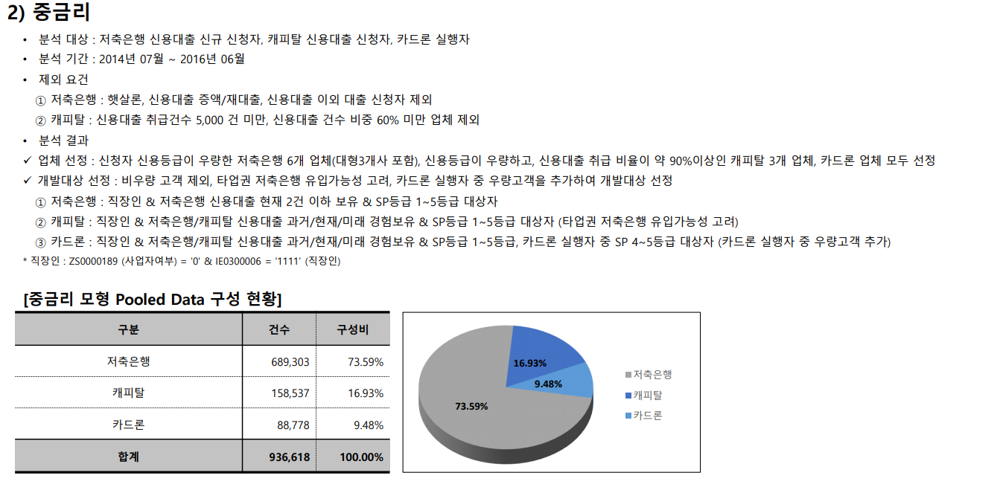 2) 중금리
• 분석 대상 : 저축은행 신용대출 신규 신청자, 캐피탈 신용대출 신청자, 카드론 실행자
• 분석 기간 : 2014년 07월 ~ 2016년 06월
• 제외 요건
① 저축은행 : 햇살론, 신용대출 증액/재대출, 신용대출 이외 대출 신청자 제외
② 캐피탈 : 신용대출 취급건수 5,000 건 미만, 신용대출 건수 비중 60% 미만 업체 제외
• 분석 결과
✓ 업체 선정 : 신청자 신용등급이 우량한 저축은행 6개 업체(대형3개사 포함), 신용등급이 우량하고, 신용대출 취급 비율이 약 90%이상인 캐피탈 3개 업체, 카드론 업체 모두 선정
✓ 개발대상 선정 : 비우량 고객 제외, 타업권 저축은행 유입가능성 고려, 카드론 실행자 중 우량고객을 추가하여 개발대상 선정
① 저축은행 : 직장인 & 저축은행 신용대출 현재 2건 이하 보유 & SP등급 1~5등급 대상자
② 캐피탈 : 직장인 & 저축은행/캐피탈 신용대출 과거/현재/미래 경험보유 & SP등급 1~5등급 대상자 (타업권 저축은행 유입가능성 고려)
③ 카드론 : 직장인 & 저축은행/캐피탈 신용대출 과거/현재/미래 경험보유 & SP등급 1~5등급, 카드론 실행자 중 SP 4~5등급 대상자 (카드론 실행자 중 우량고객 추가)
* 직장인 : ZS0000189 (사업자여부) = '0' & IE0300006 = '1111' (직장인)
[중금리 모형 Pooled Data 구성 현황]
구분 건수 구성비
저축은행 689,303 73.59%
캐피탈 158,537 16.93%
카드론 88,778 9.48%
합계 936,618 100.00%
16.93%
9.48%
73.59%
저축은행
캐피탈
카드론